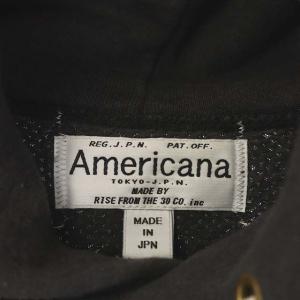 REG.J.P.N. PAT.OFF.
Americana
TOKYO-J.P.N.
MADE BY
RISE FROM THE 30 CO. inc
MADE
IN
JPN